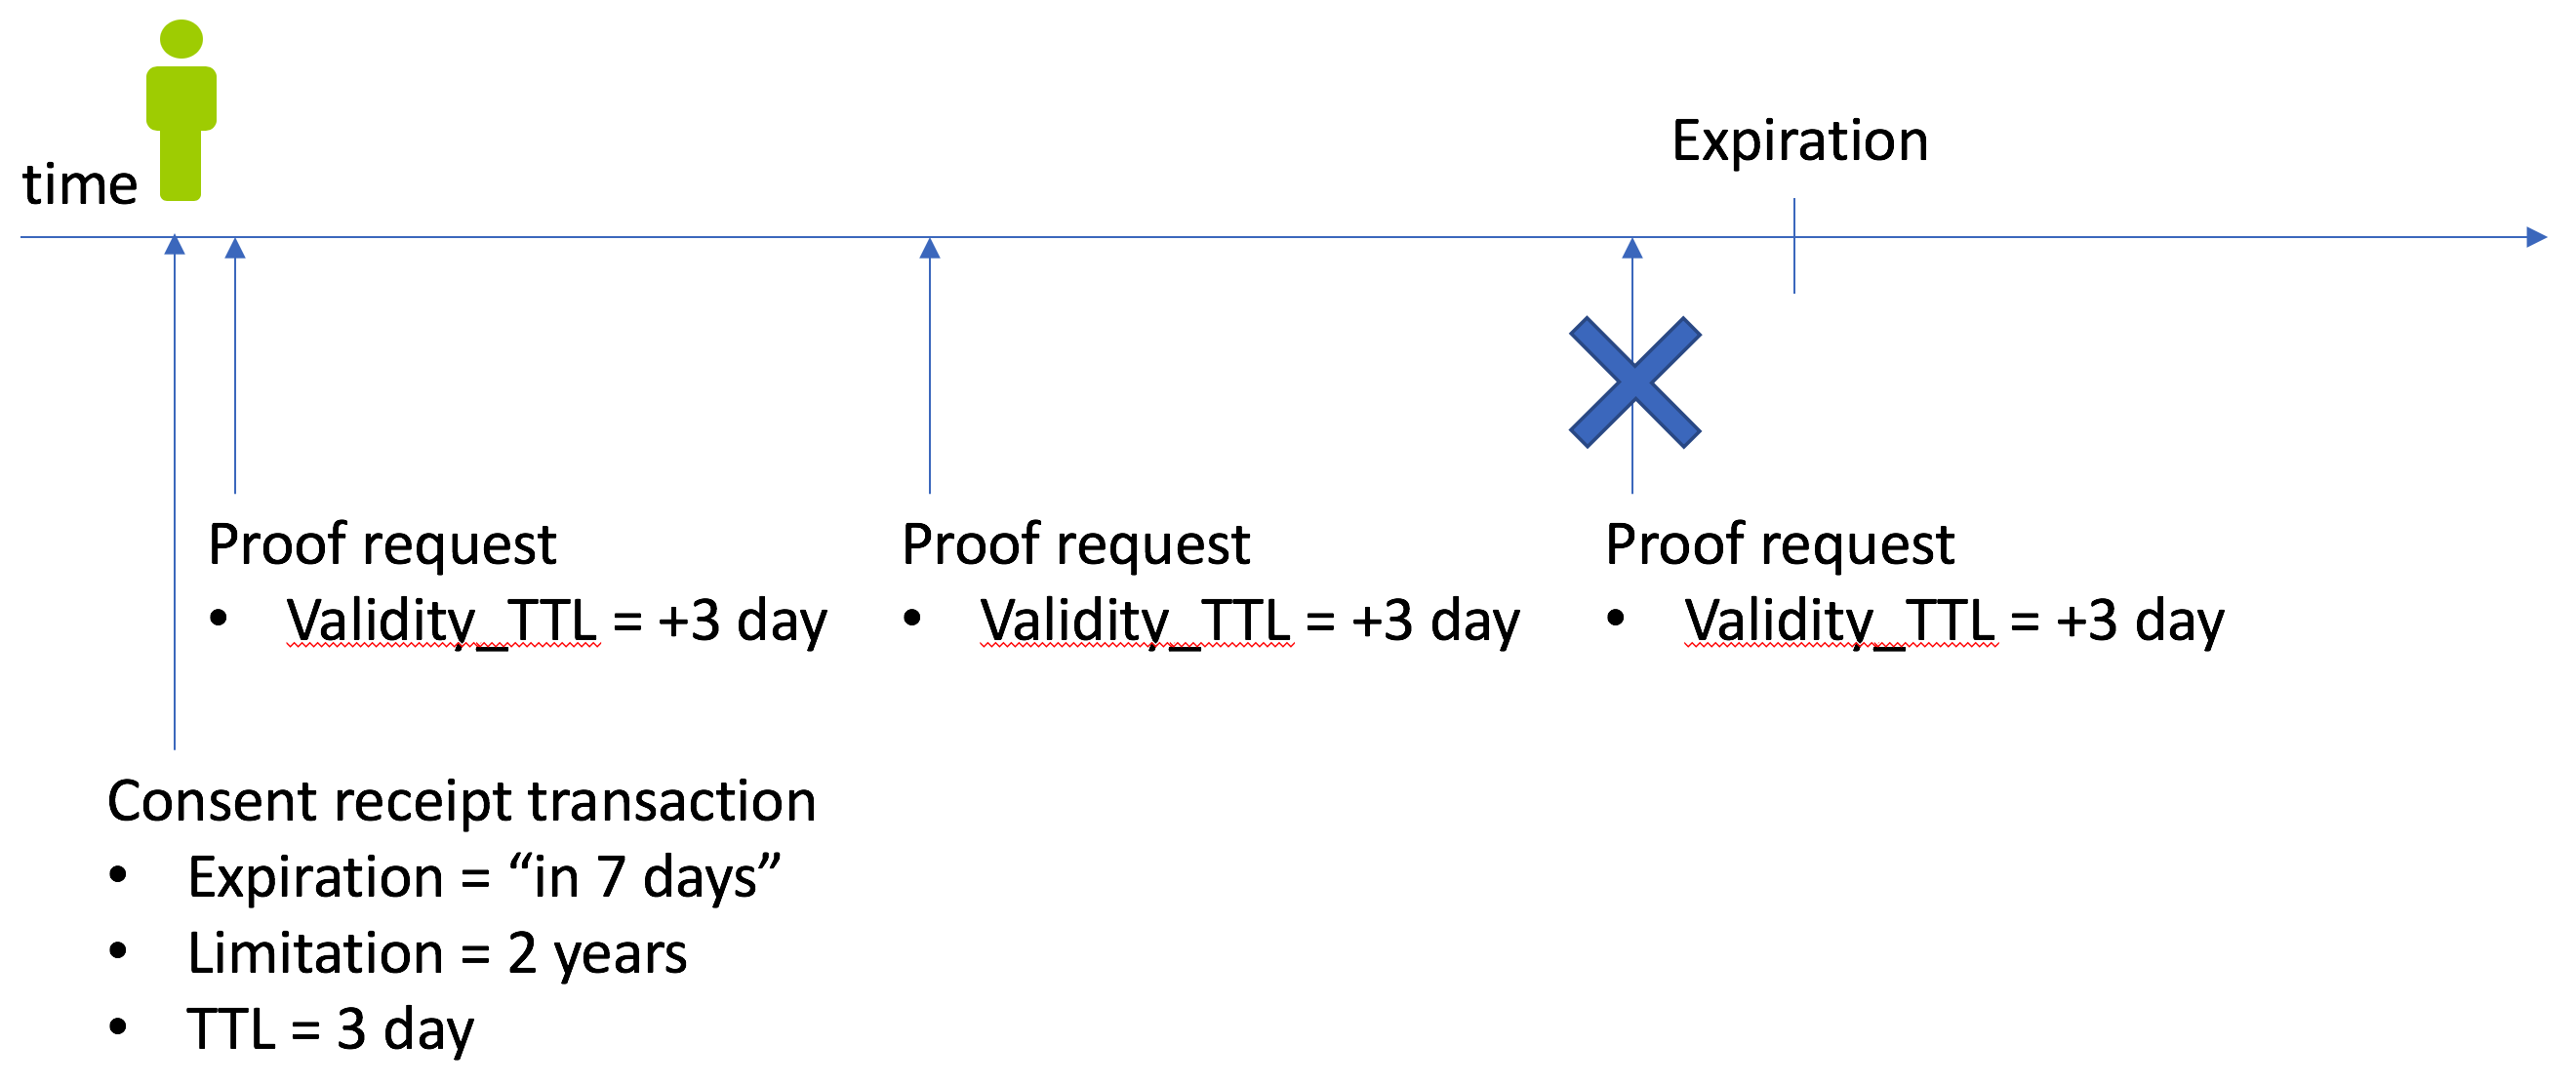 time
Expiration
Proof request
• Validity_TTL = +3 day
Proof request
• Validity_TTL = +3 day
Proof request
• Validity_TTL = +3 day
Consent receipt transaction
• Expiration = “in 7 days”
• Limitation = 2 years
• TTL = 3 day